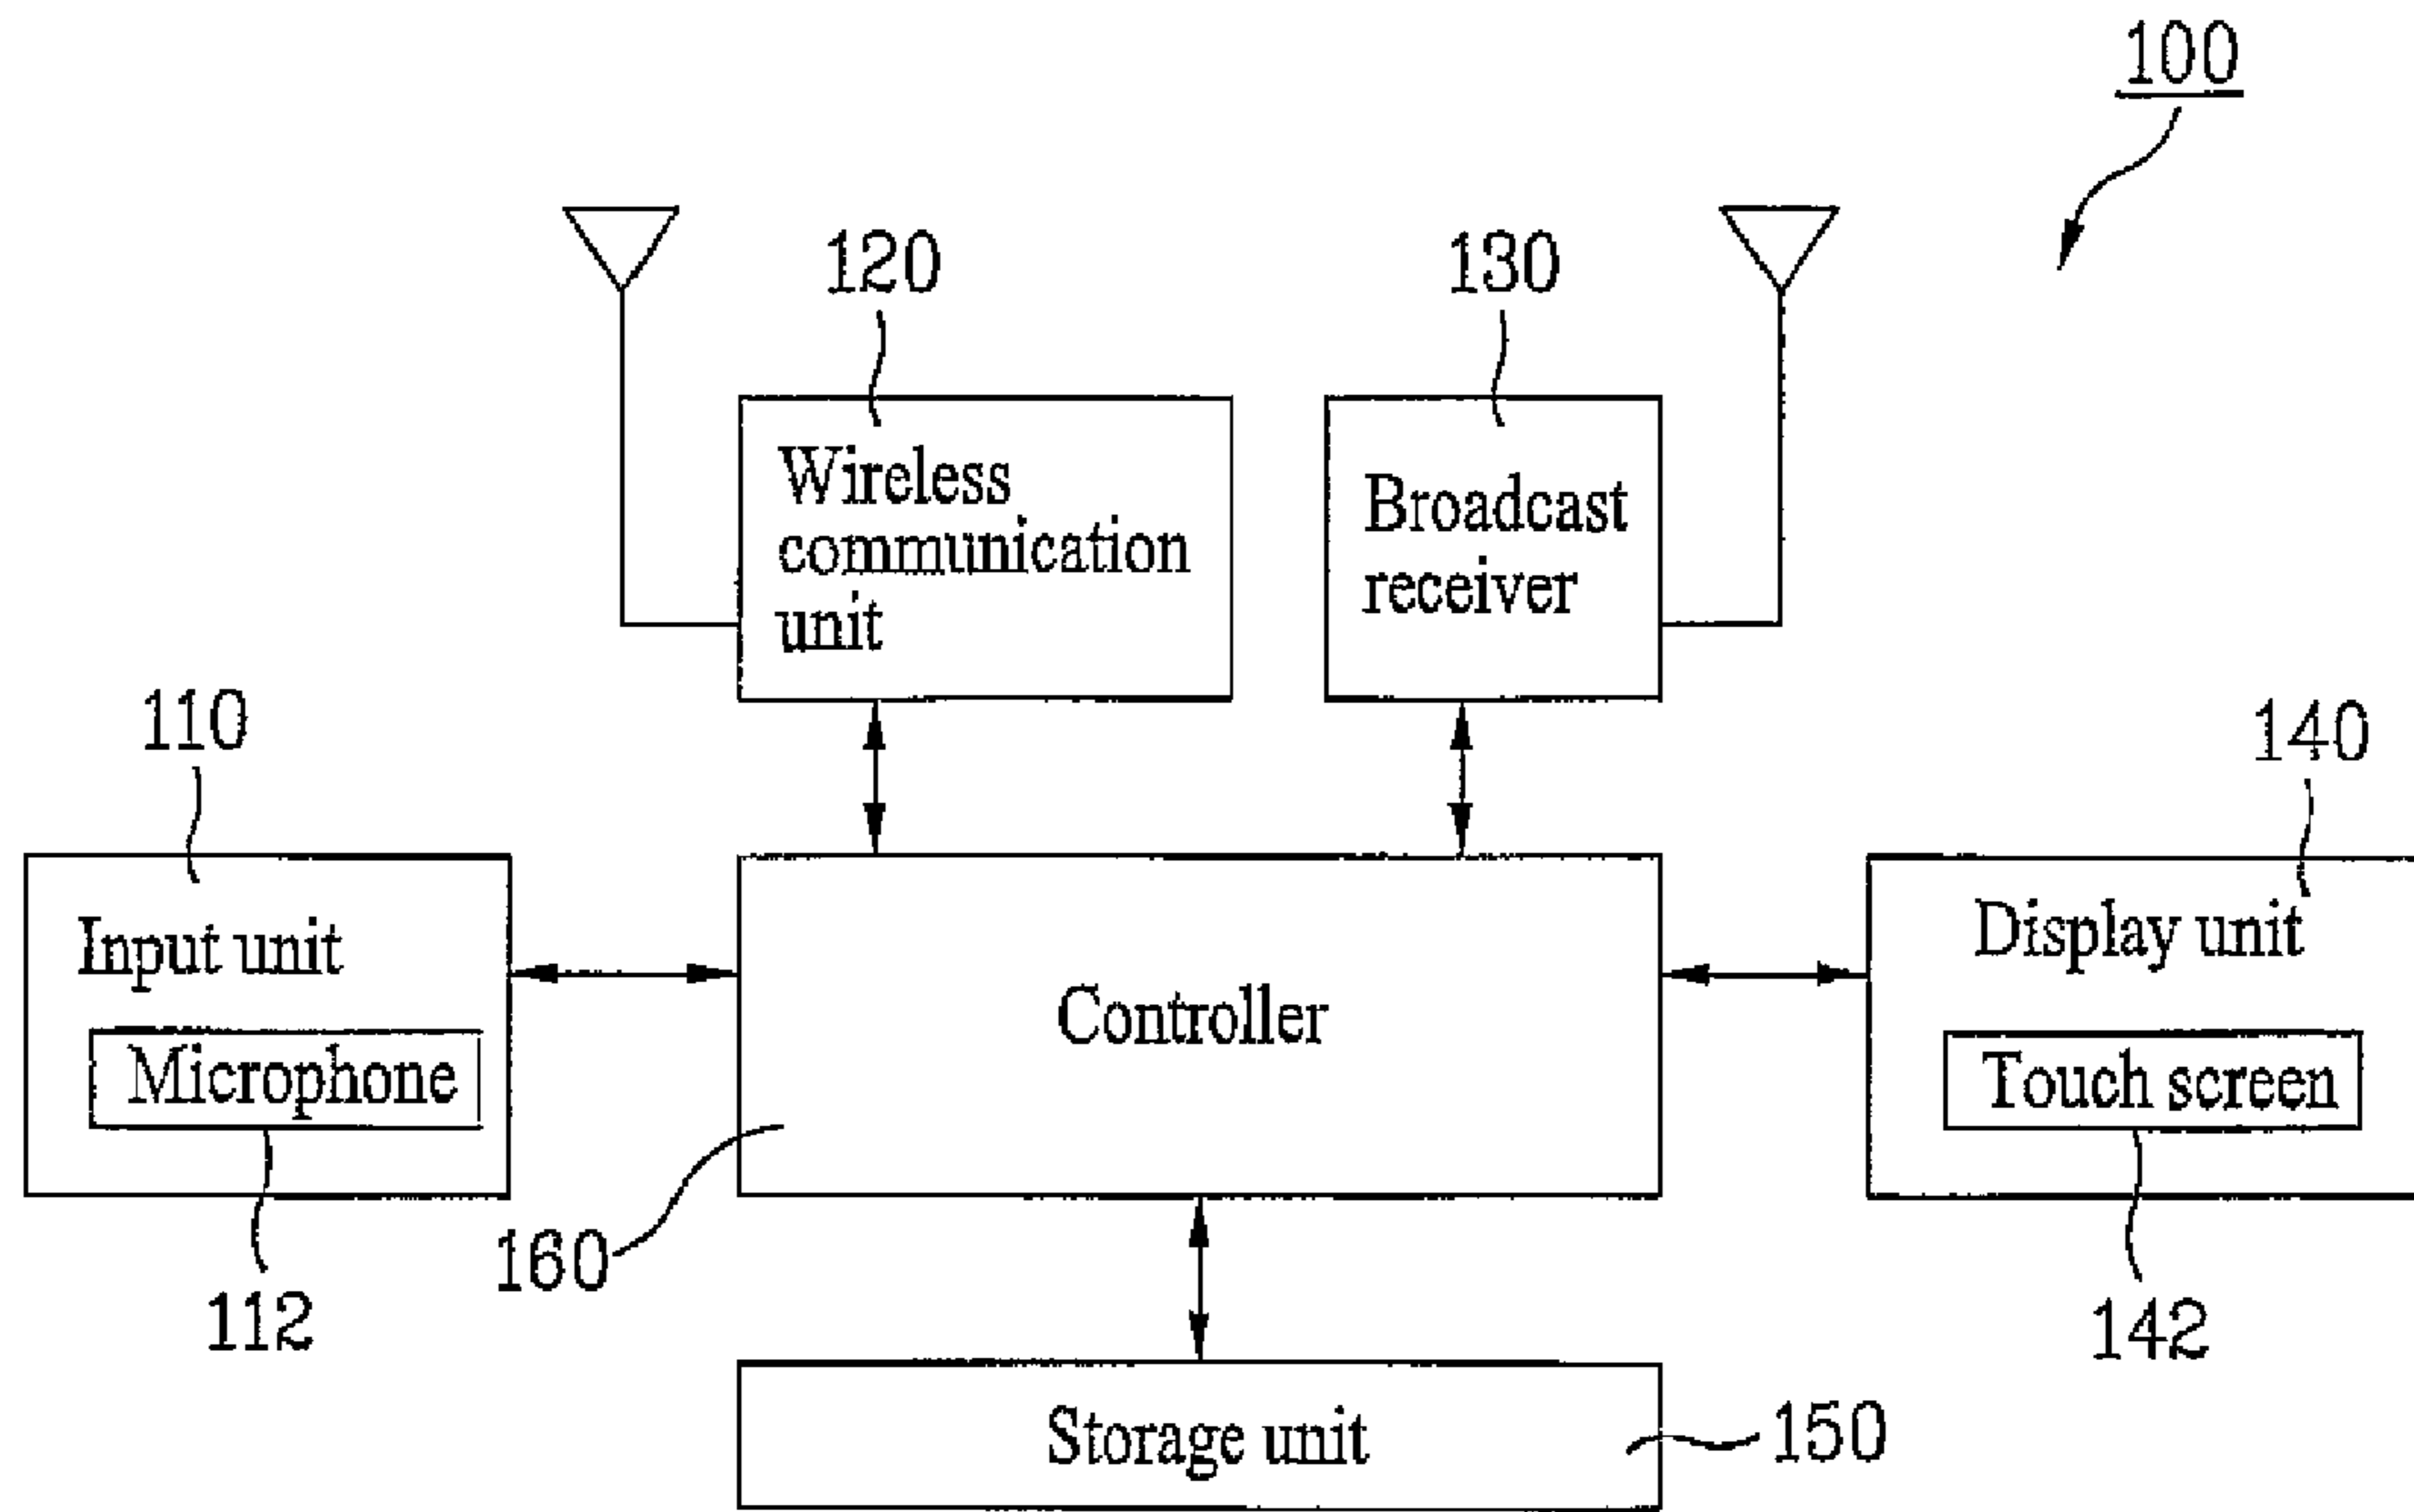 100
120
130
Wireless
communication
unit
Broadcast
receiver
110
140
Input unit
Microphone
Controller
Display unit
Touch screen
160
112
142
Storage unit
150